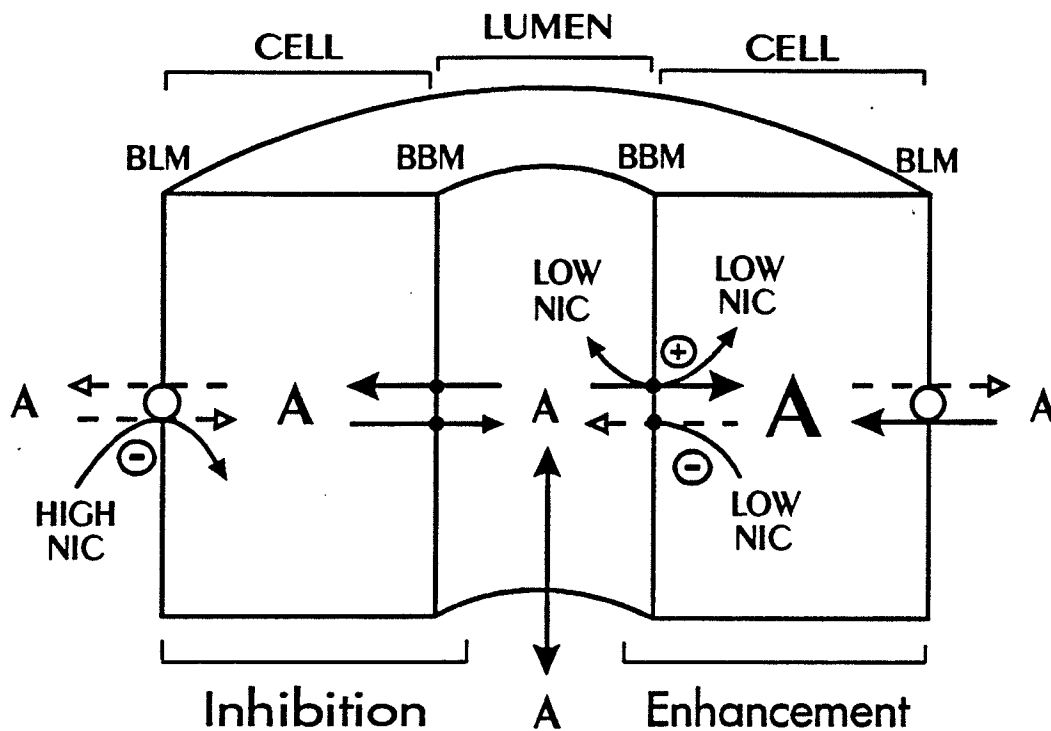 CELL LUMEN CELL
BLM BBM BBM BLM
LOW NIC
LOW NIC
+
A A A A A
-
-
HIGH NIC
LOW NIC
Inhibition A Enhancement